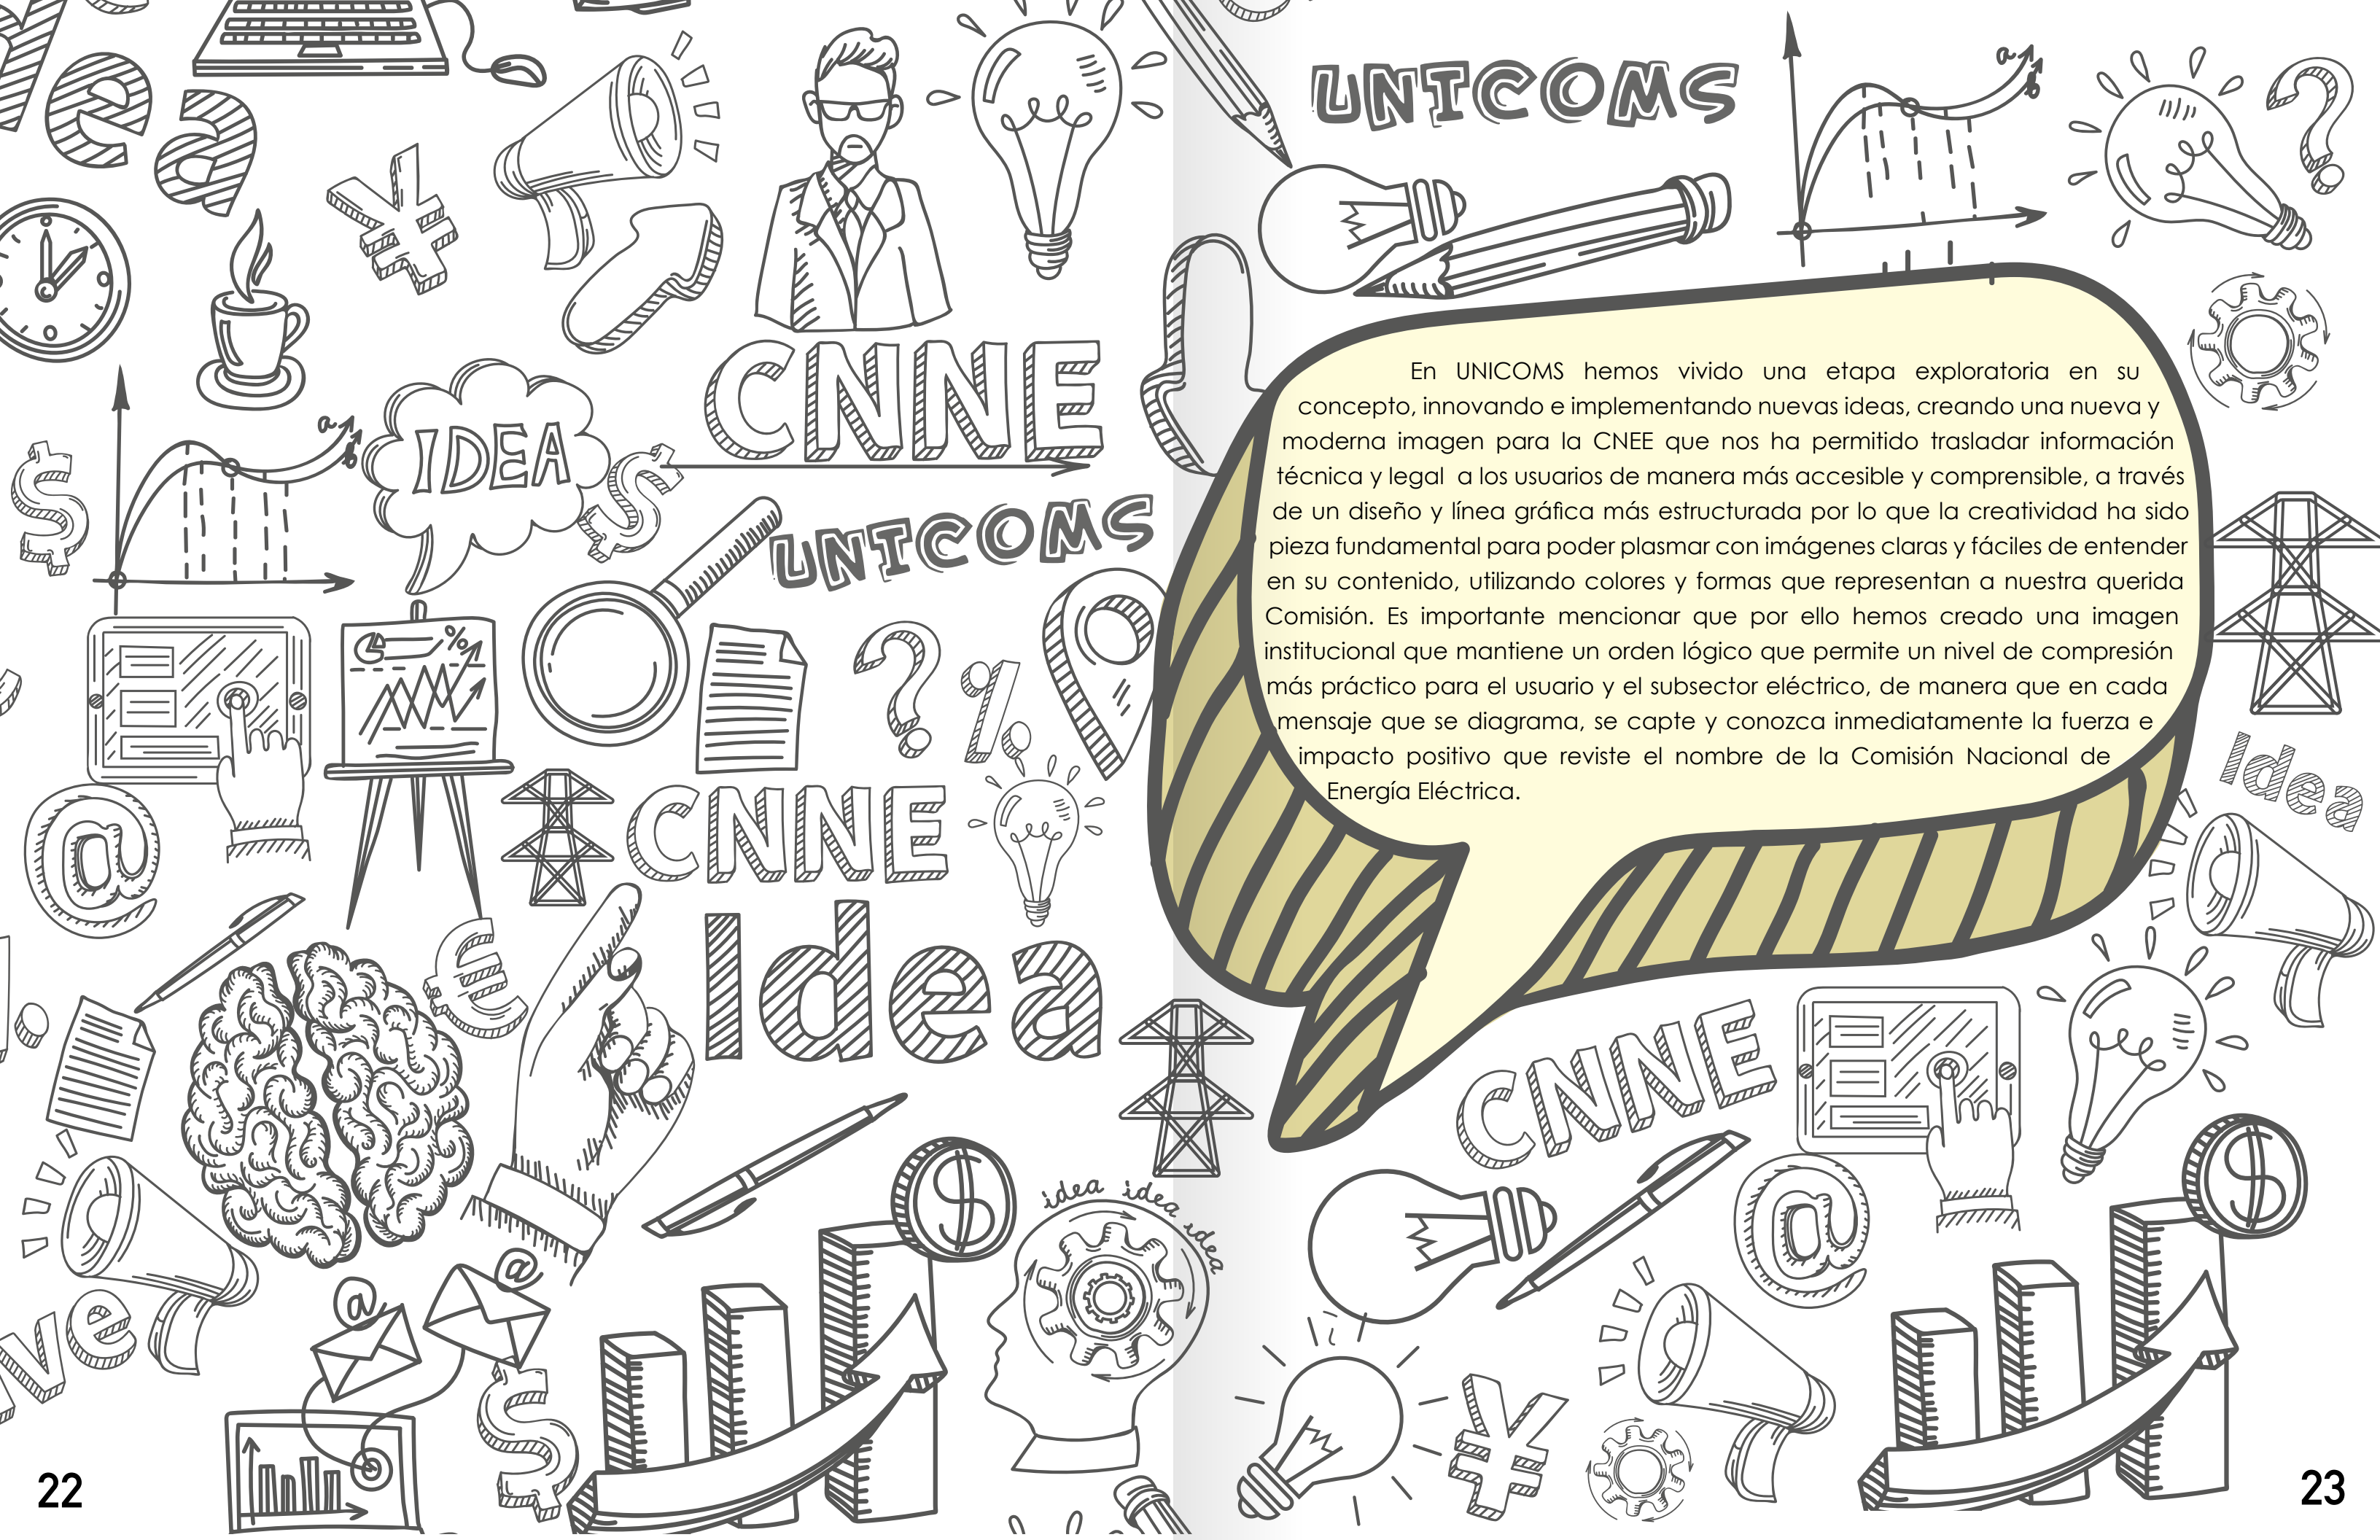 ea
CNNE
IDEA
UNICOMS
%
?
%
@
CNNE
Idea
€
$
$
¥
idea idea idea
@
@
$
$
ve
22
UNICOMS
a
b
?
En UNICOMS hemos vivido una etapa exploratoria en su
concepto, innovando e implementando nuevas ideas, creando una nueva y
moderna imagen para la CNEE que nos ha permitido trasladar información
técnica y legal a los usuarios de manera más accesible y comprensible, a través
de un diseño y línea gráfica más estructurada por lo que la creatividad ha sido
pieza fundamental para poder plasmar con imágenes claras y fáciles de entender
en su contenido, utilizando colores y formas que representan a nuestra querida
Comisión. Es importante mencionar que por ello hemos creado una imagen
institucional que mantiene un orden lógico que permite un nivel de compresión
más práctico para el usuario y el subsector eléctrico, de manera que en cada
mensaje que se diagrama, se capte y conozca inmediatamente la fuerza e
impacto positivo que reviste el nombre de la Comisión Nacional de
Energía Eléctrica.
Idea
CNNE
@
$
¥
23